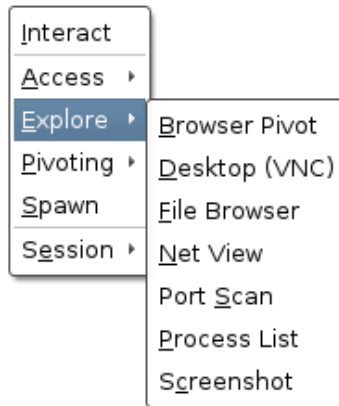 Interact
Access
Explore
Pivoting
Spawn
Session
Browser Pivot
Desktop (VNC)
File Browser
Net View
Port Scan
Process List
Screenshot